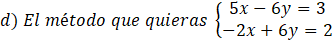 d) El método que quieras { 5x − 6y = 3
−2x + 6y = 2